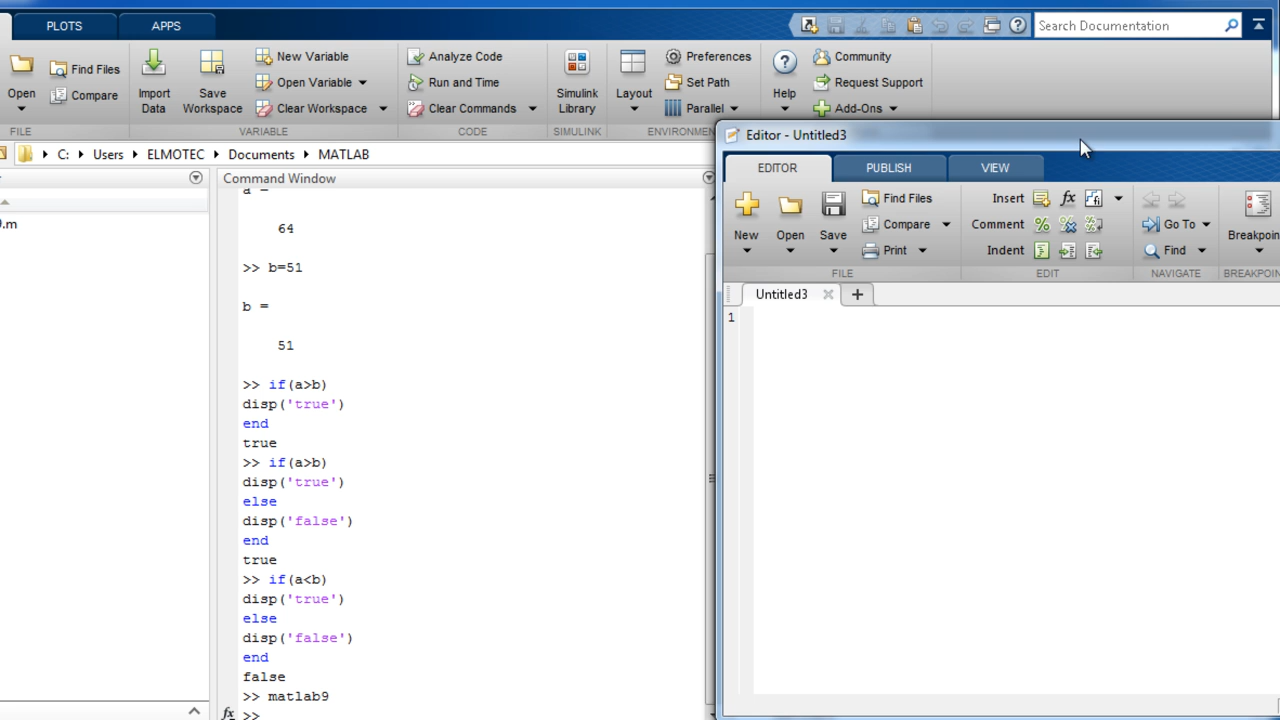 PLOTS
APPS
Search Documentation
Open
Find Files
Compare
Import Data
Save Workspace
New Variable
Open Variable
Clear Workspace
Analyze Code
Run and Time
Clear Commands
Simulink Library
Layout
Preferences
Set Path
Parallel
Help
Community
Request Support
Add-Ons
FILE
VARIABLE
CODE
SIMULINK
C:
Users
ELMOTEC
Documents
MATLAB
.m
Command Window
a =
64
>> b=51
b =
51
>> if(a>b)
disp('true')
end
true
>> if(a>b)
disp('true')
else
disp('false')
end
true
>> if(a<b)
disp('true')
else
disp('false')
end
false
>> matlab9
fx >>
Editor - Untitled3
EDITOR
PUBLISH
VIEW
New
Open
Save
Find Files
Compare
Print
Insert
fx
Comment
%
Indent
Go To
Find
FILE
EDIT
NAVIGATE
Untitled3
+
1